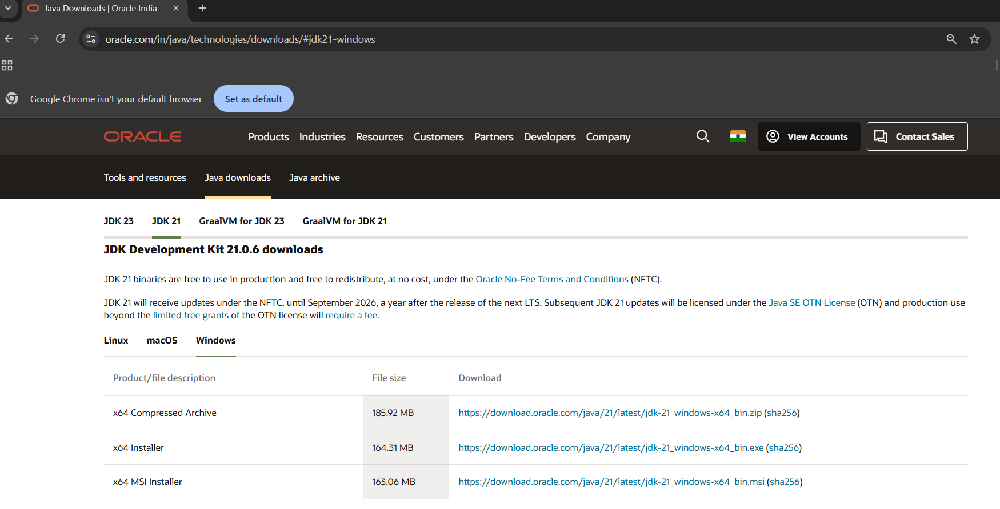 Java Downloads | Oracle India
oracle.com/in/java/technologies/downloads/#jdk21-windows
Google Chrome isn't your default browser Set as default
ORACLE Products Industries Resources Customers Partners Developers Company View Accounts Contact Sales
Tools and resources Java downloads Java archive
JDK 23 JDK 21 GraalVM for JDK 23 GraalVM for JDK 21
JDK Development Kit 21.0.6 downloads
JDK 21 binaries are free to use in production and free to redistribute, at no cost, under the Oracle No-Fee Terms and Conditions (NFTC).
JDK 21 will receive updates under the NFTC, until September 2026, a year after the release of the next LTS. Subsequent JDK 21 updates will be licensed under the Java SE OTN License (OTN) and production use
beyond the limited free grants of the OTN license will require a fee.
Linux macOS Windows
Product/file description File size Download
x64 Compressed Archive 185.92 MB https://download.oracle.com/java/21/latest/jdk-21_windows-x64_bin.zip (sha256)
x64 Installer 164.31 MB https://download.oracle.com/java/21/latest/jdk-21_windows-x64_bin.exe (sha256)
x64 MSI Installer 163.06 MB https://download.oracle.com/java/21/latest/jdk-21_windows-x64_bin.msi (sha256)